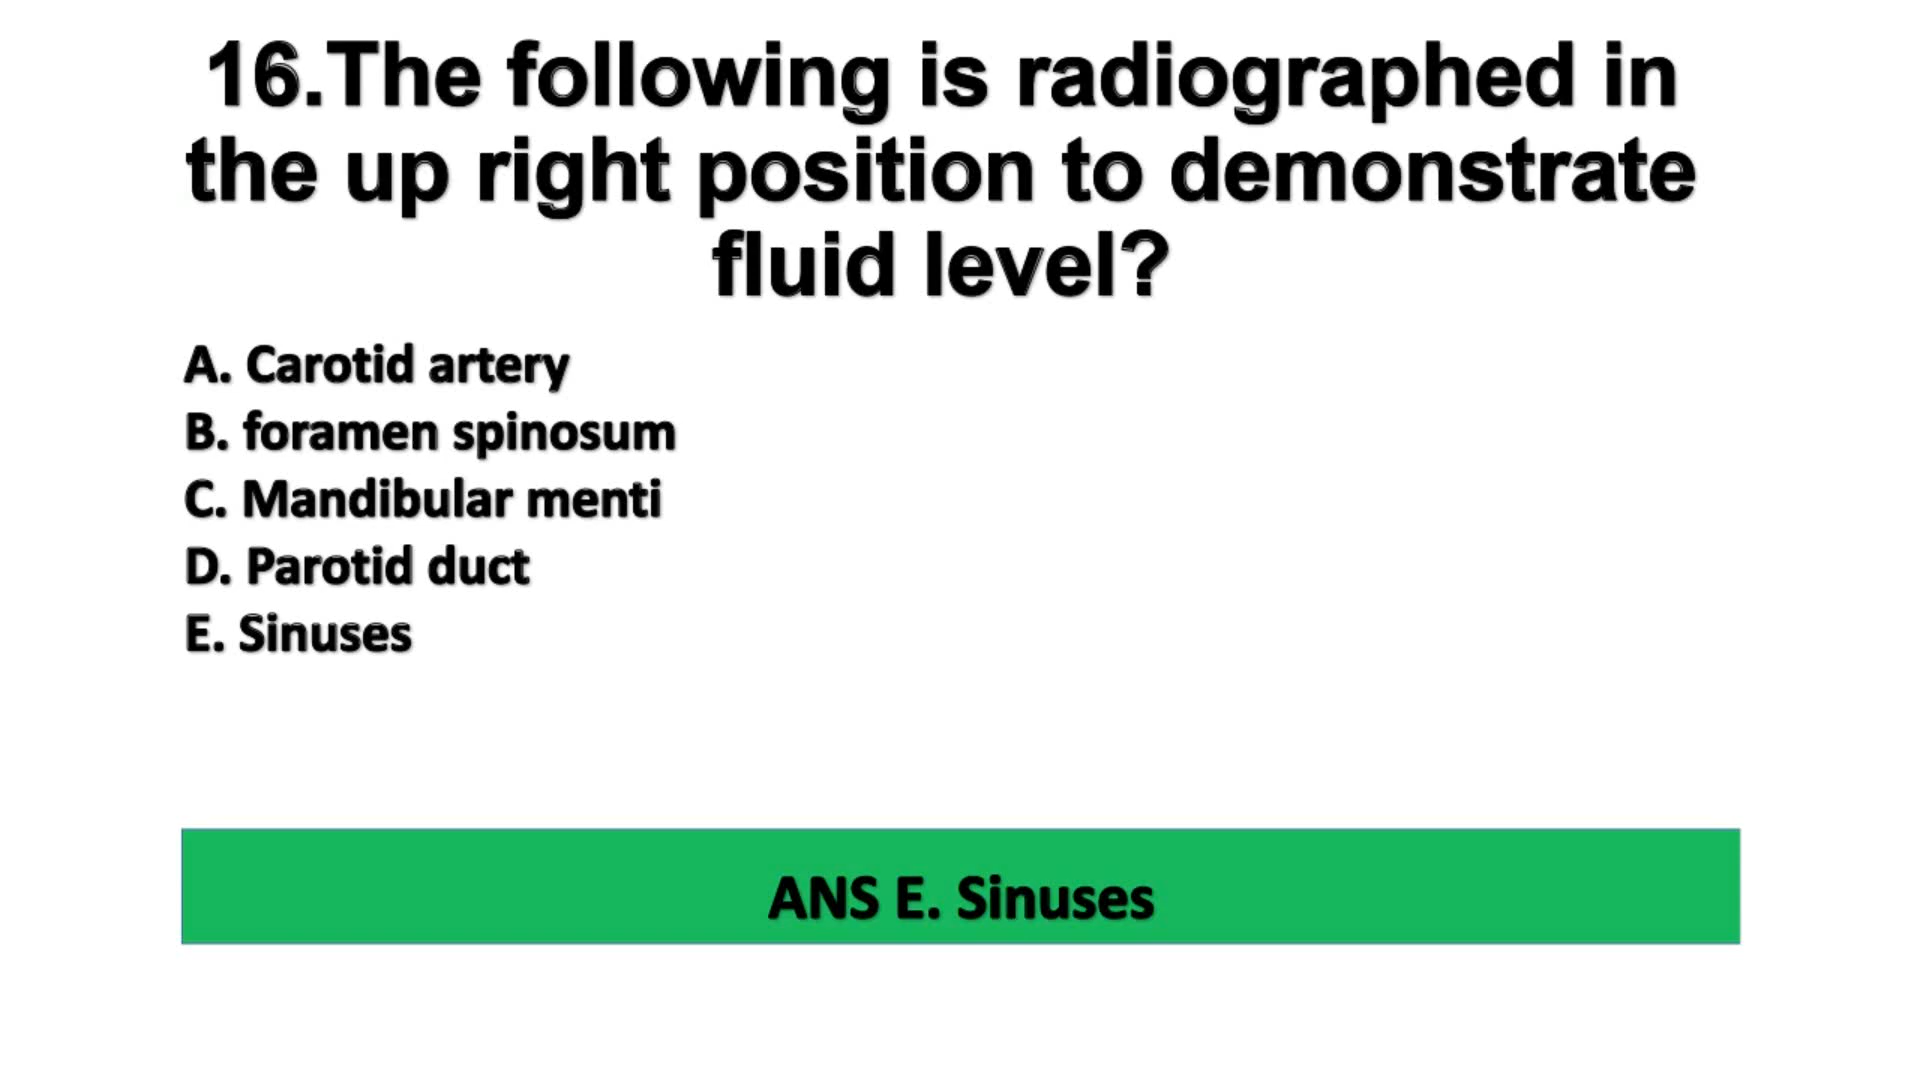 16.The following is radiographed in
the up right position to demonstrate
fluid level?
A. Carotid artery
B. foramen spinosum
C. Mandibular menti
D. Parotid duct
E. Sinuses
ANS E. Sinuses